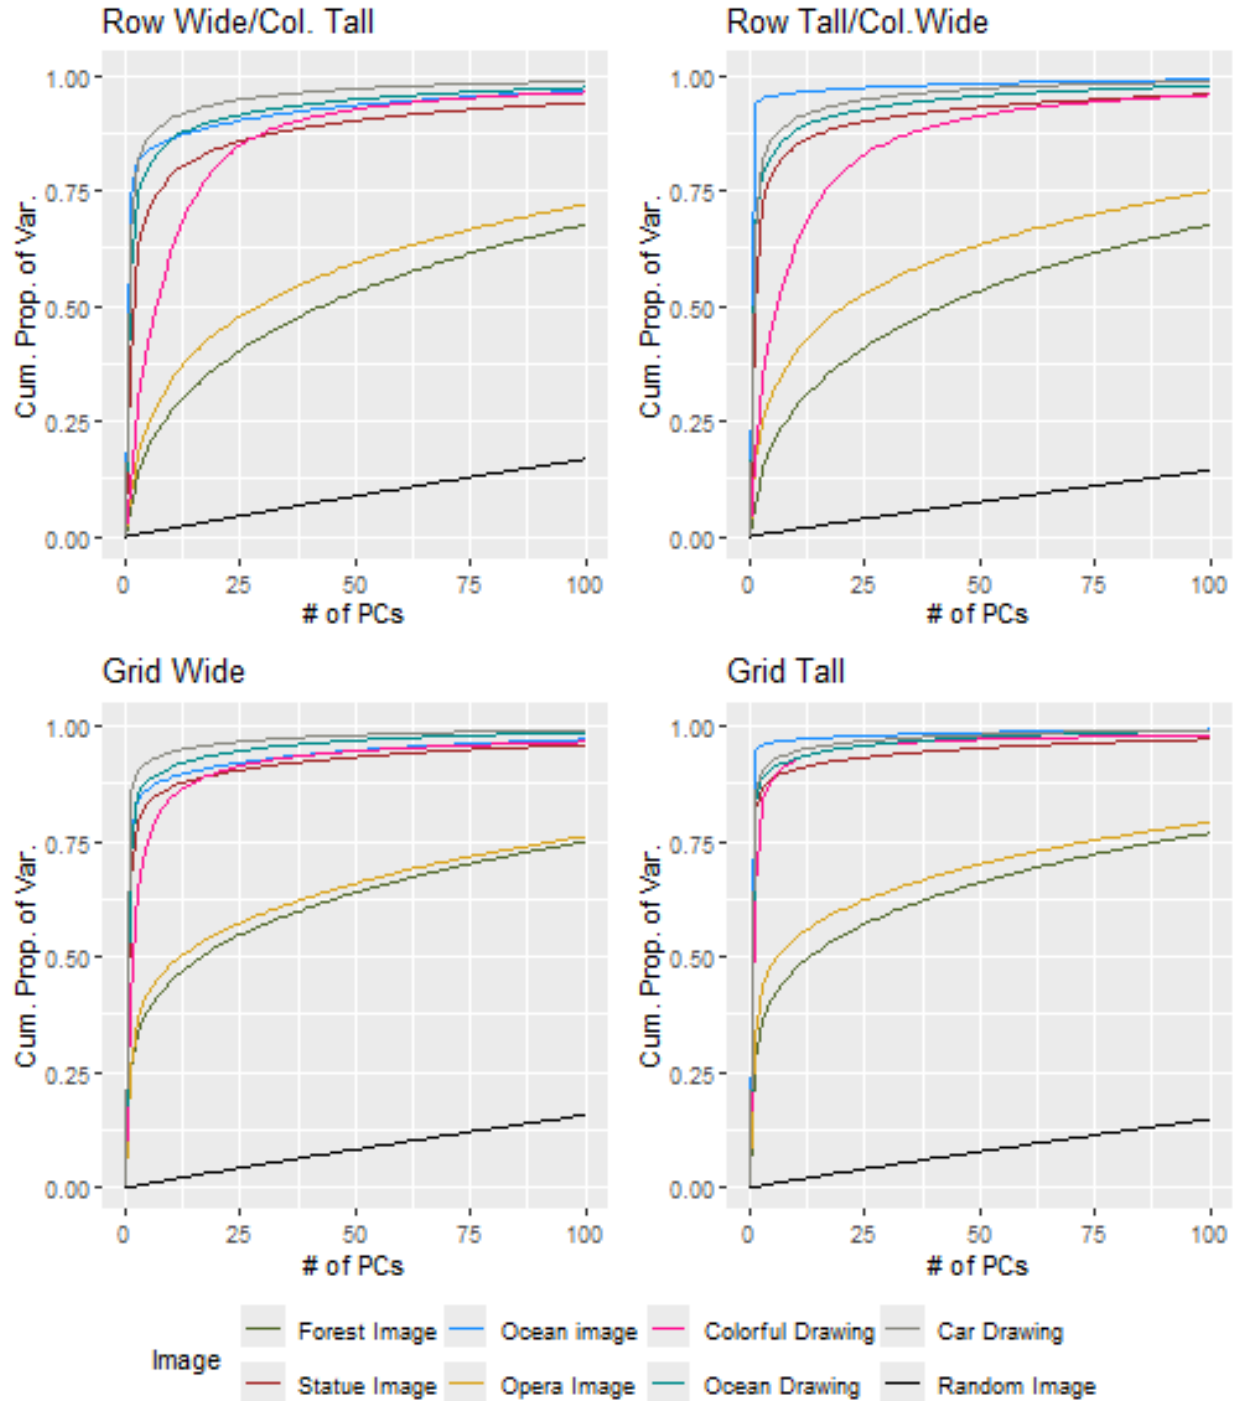 Row Wide/Col. Tall
Row Tall/Col.Wide
Cum. Prop. of Var.
1.00
0.75
0.50
0.25
0.00
0 25 50 75 100
# of PCs
Cum. Prop. of Var.
1.00
0.75
0.50
0.25
0.00
0 25 50 75 100
# of PCs
Grid Wide
Grid Tall
Cum. Prop. of Var.
1.00
0.75
0.50
0.25
0.00
0 25 50 75 100
# of PCs
Cum. Prop. of Var.
1.00
0.75
0.50
0.25
0.00
0 25 50 75 100
# of PCs
Image
Forest Image Ocean image Colorful Drawing Car Drawing
Statue Image Opera Image Ocean Drawing Random Image